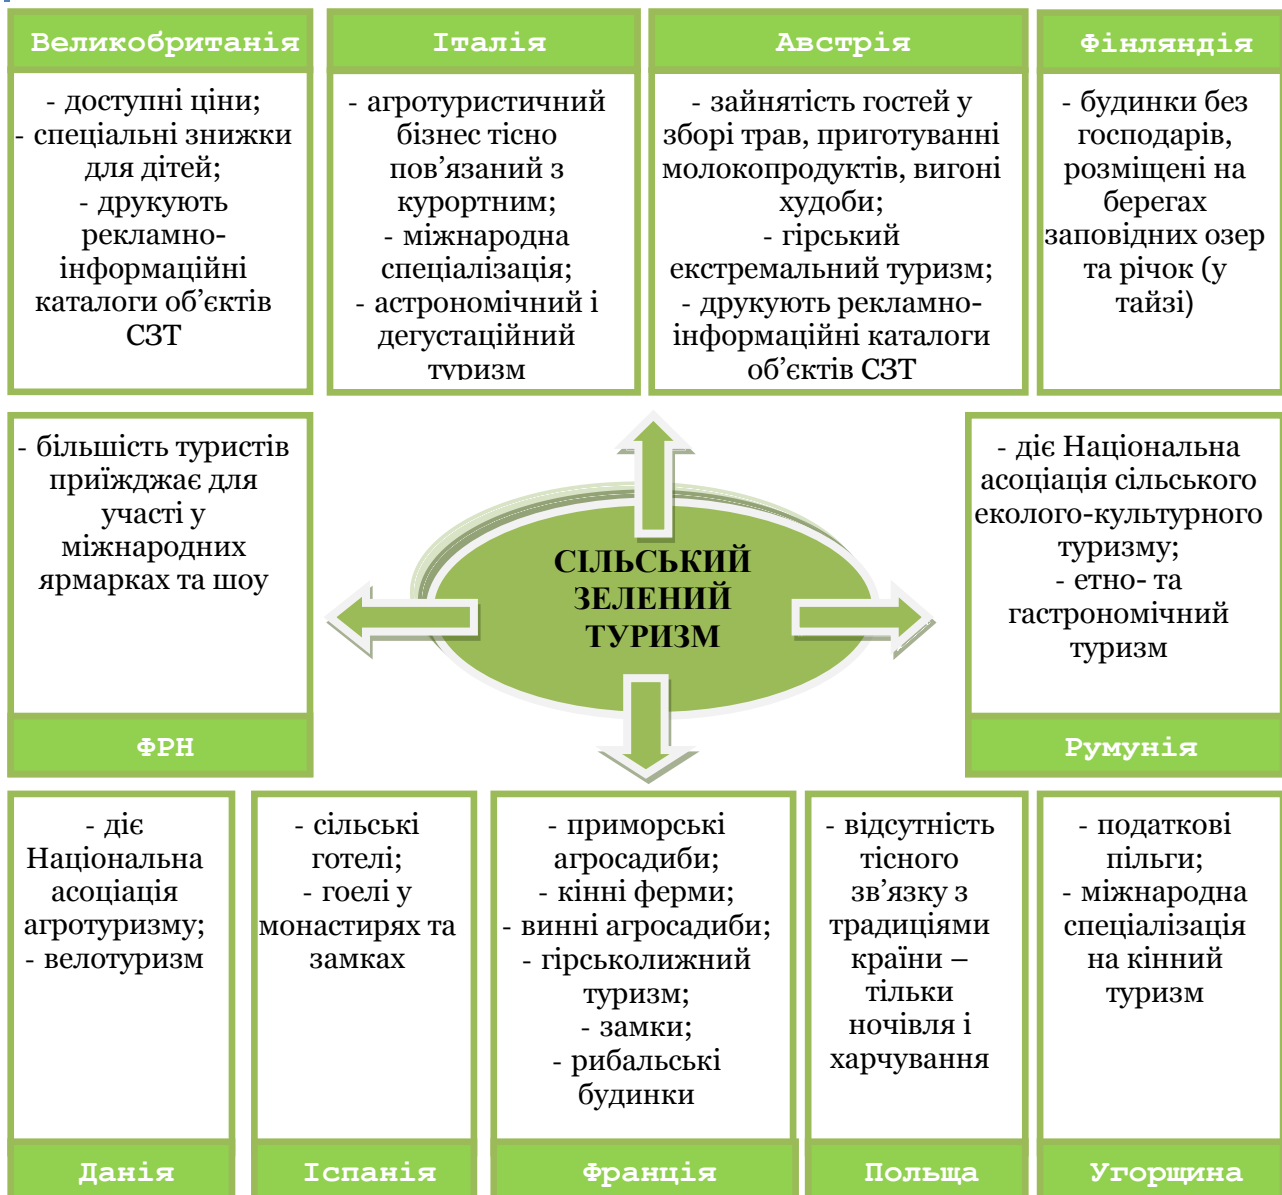 Великобританія
- доступні ціни;
- спеціальні знижки
для дітей;
- друкують
рекламно-
інформаційні
каталоги об’єктів
СЗТ
Італія
- агротуристичний
бізнес тісно
пов’язаний з
курортним;
- міжнародна
спеціалізація;
- астрономічний і
дегустаційний
туризм
Австрія
- зайнятість гостей у
зборі трав, приготуванні
молокопродуктів, вигоні
худоби;
- гірський
екстремальний туризм;
- друкують рекламно-
інформаційні каталоги
об’єктів СЗТ
Фінляндія
- будинки без
господарів,
розміщені на
берегах
заповідних озер
та річок (у
тайзі)
- більшість туристів
приїжджає для
участі у
міжнародних
ярмарках та шоу
ФРН
СІЛЬСЬКИЙ
ЗЕЛЕНИЙ
ТУРИЗМ
- діє Національна
асоціація сільського
еколого-культурного
туризму;
- етно- та
гастрономічний
туризм
Румунія
- діє
Національна
асоціація
агротуризму;
- велотуризм
Данія
- сільські
готелі;
- гоелі у
монастирях та
замках
Іспанія
- приморські
агросадиби;
- кінні ферми;
- винні агросадиби;
- гірськолижний
туризм;
- замки;
- рибальські
будинки
Франція
- відсутність
тісного
зв’язку з
традиціями
країни –
тільки
ночівля і
харчування
Польща
- податкові
пільги;
- міжнародна
спеціалізація
на кінний
туризм
Угорщина